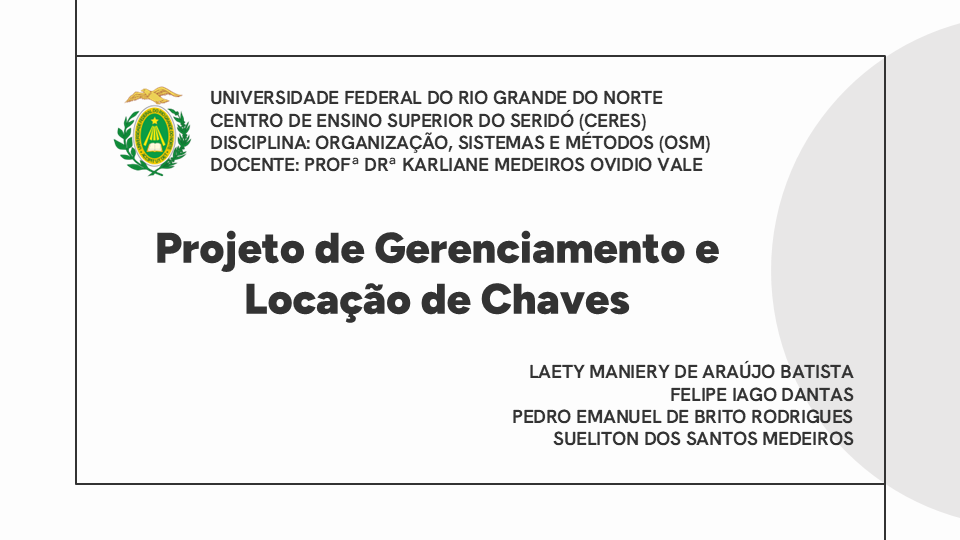 UNIVERSIDADE FEDERAL DO RIO GRANDE DO NORTE
CENTRO DE ENSINO SUPERIOR DO SERIDÓ (CERES)
DISCIPLINA: ORGANIZAÇÃO, SISTEMAS E MÉTODOS (OSM)
DOCENTE: PROFª DRª KARLIANE MEDEIROS OVIDIO VALE
Projeto de Gerenciamento e
Locação de Chaves
LAETY MANIERY DE ARAÚJO BATISTA
FELIPE IAGO DANTAS
PEDRO EMANUEL DE BRITO RODRIGUES
SUELITON DOS SANTOS MEDEIROS